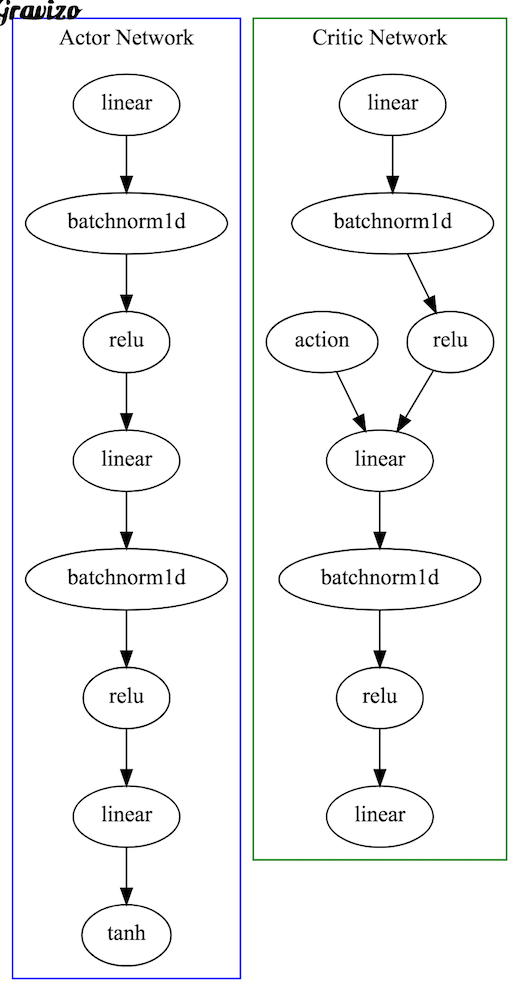 Gravizo
Actor Network
linear
batchnorm1d
relu
linear
batchnorm1d
relu
linear
tanh
Critic Network
linear
batchnorm1d
action
relu
linear
batchnorm1d
relu
linear